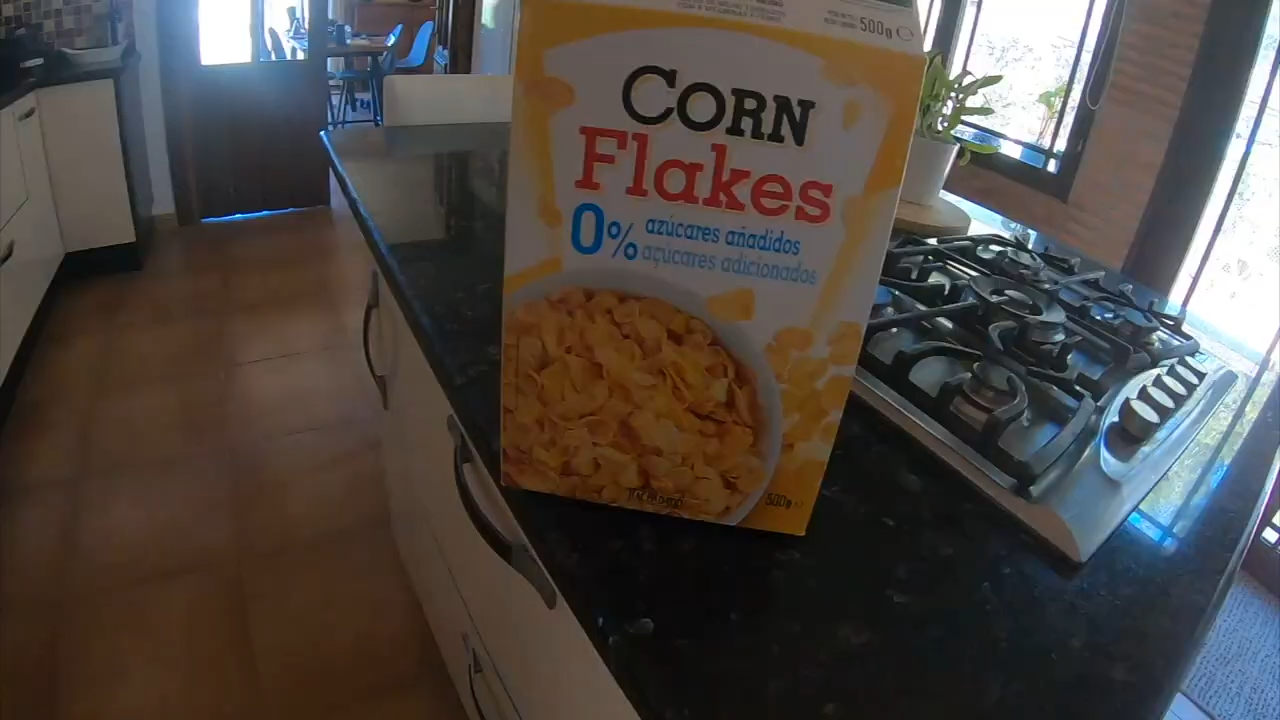 500g
CORN
Flakes
0% azúcares añadidos
açúcares adicionados
500g